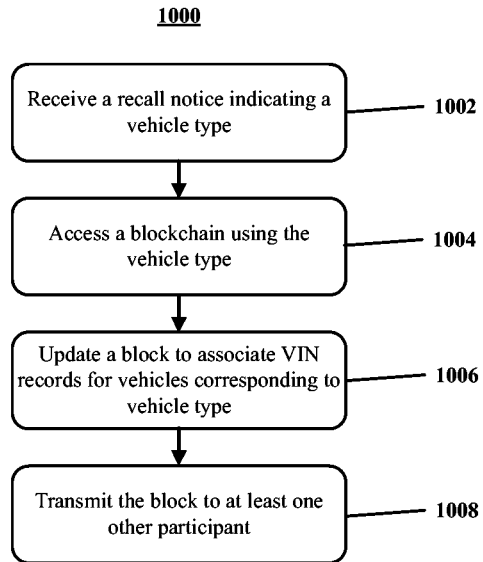 1000
Receive a recall notice indicating a
vehicle type
1002
Access a blockchain using the
vehicle type
1004
Update a block to associate VIN
records for vehicles corresponding to
vehicle type
1006
Transmit the block to at least one
other participant
1008